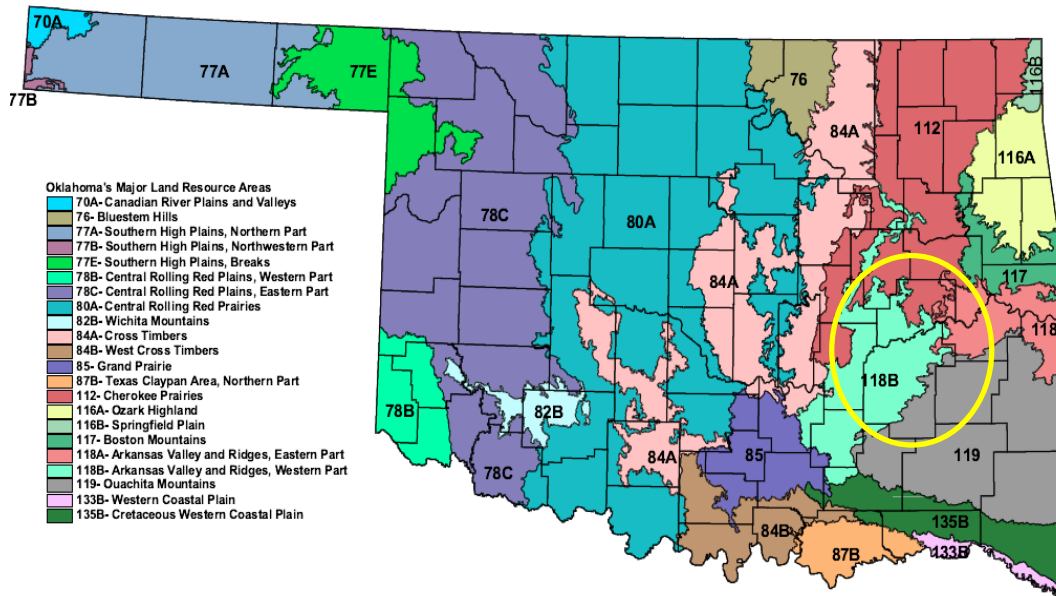 70A
77A
77E
77B
76
84A
112
116B
116A
78C
80A
84A
117
118
118B
78B
82B
78C
84A
85
119
84B
87B
135B
133B
Oklahoma's Major Land Resource Areas
70A- Canadian River Plains and Valleys
76- Bluestem Hills
77A- Southern High Plains, Northern Part
77B- Southern High Plains, Northwestern Part
77E- Southern High Plains, Breaks
78B- Central Rolling Red Plains, Western Part
78C- Central Rolling Red Plains, Eastern Part
80A- Central Rolling Red Prairies
82B- Wichita Mountains
84A- Cross Timbers
84B- West Cross Timbers
85- Grand Prairie
87B- Texas Claypan Area, Northern Part
112- Cherokee Prairies
116A- Ozark Highland
116B- Springfield Plain
117- Boston Mountains
118A- Arkansas Valley and Ridges, Eastern Part
118B- Arkansas Valley and Ridges, Western Part
119- Ouachita Mountains
133B- Western Coastal Plain
135B- Cretaceous Western Coastal Plain